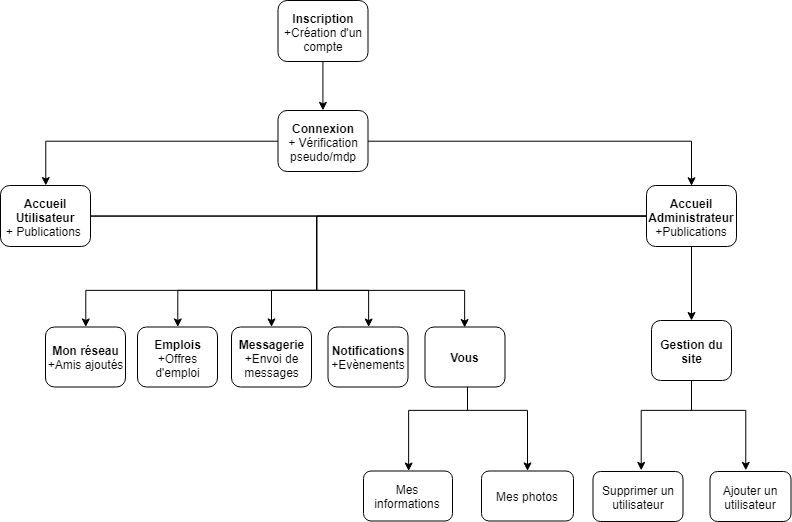 Inscription
+Création d'un
compte
Connexion
+ Vérification
pseudo/mdp
Accueil
Utilisateur
+ Publications
Accueil
Administrateur
+Publications
Mon réseau
+Amis ajoutés
Emplois
+Offres
d'emploi
Messagerie
+Envoi de
messages
Notifications
+Evènements
Vous
Gestion du
site
Mes
informations
Mes photos
Supprimer un
utilisateur
Ajouter un
utilisateur